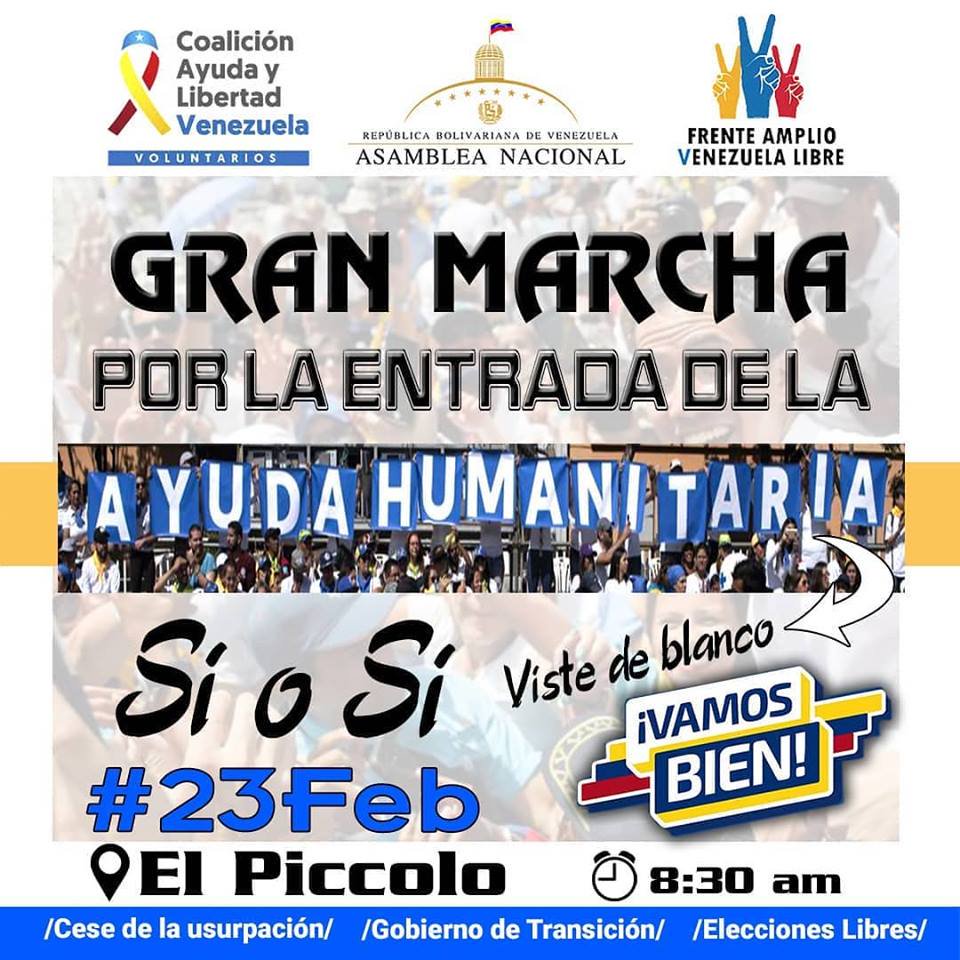 Coalición
Ayuda y
Libertad
Venezuela
VOLUNTARIOS
REPÚBLICA BOLIVARIANA DE VENEZUELA
ASAMBLEA NACIONAL
FRENTE AMPLIO
VENEZUELA LIBRE
GRAN MARCHA
POR LA ENTRADA DE LA
AYUDA HUMANITARIA
Sí o Sí
Viste de blanco
¡VAMOS
BIEN!
#23Feb
El Piccolo
8:30 am
/Cese de la usurpación/ /Gobierno de Transición/ /Elecciones Libres/